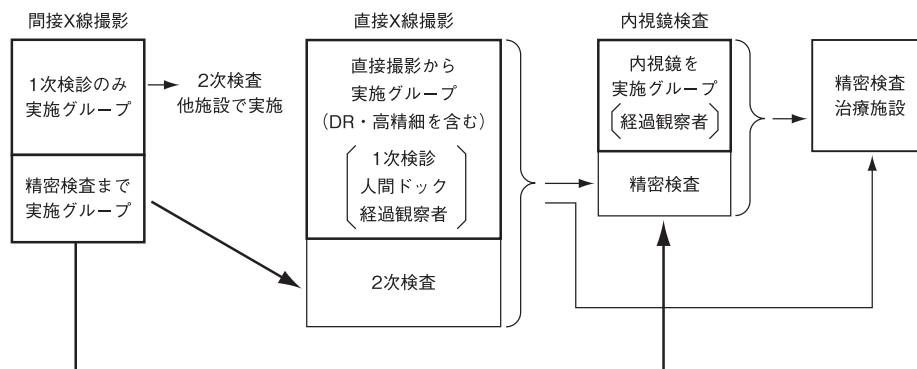 間接X線撮影
1次検診のみ
実施グループ
精密検査まで
実施グループ
2次検査
他施設で実施
直接X線撮影
直接撮影から
実施グループ
（DR・高精細を含む）
1次検診
人間ドック
経過観察者
2次検査
内視鏡検査
内視鏡を
実施グループ
経過観察者
精密検査
精密検査
治療施設